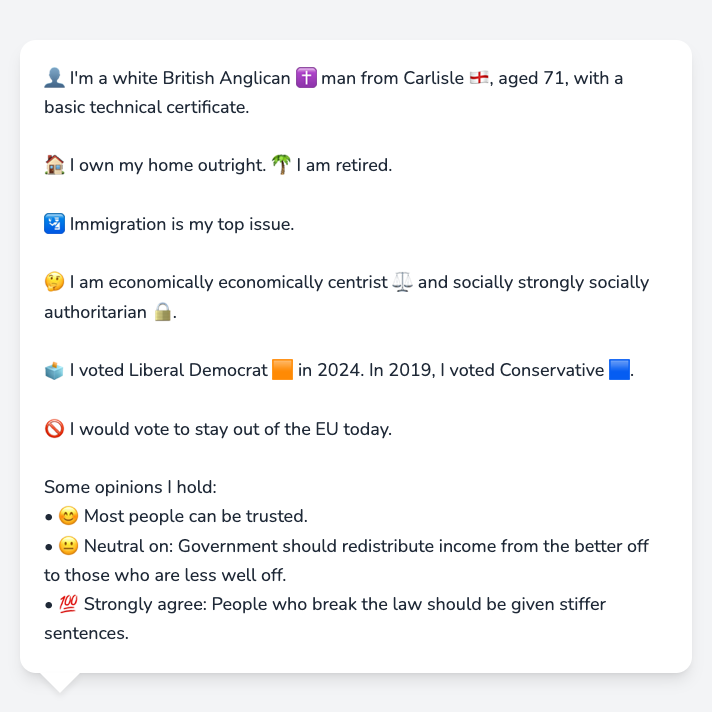 👤 I'm a white British Anglican ✝️ man from Carlisle 🏴󠁧󠁢󠁥󠁮󠁧󠁿, aged 71, with a
basic technical certificate.
🏠 I own my home outright. 🌴 I am retired.
🛂 Immigration is my top issue.
🤔 I am economically economically centrist ⚖️ and socially strongly socially
authoritarian 🔒.
🗳️ I voted Liberal Democrat 🟧 in 2024. In 2019, I voted Conservative 🟦.
🚫 I would vote to stay out of the EU today.
Some opinions I hold:
• 😊 Most people can be trusted.
• 😐 Neutral on: Government should redistribute income from the better off
to those who are less well off.
• 💯 Strongly agree: People who break the law should be given stiffer
sentences.